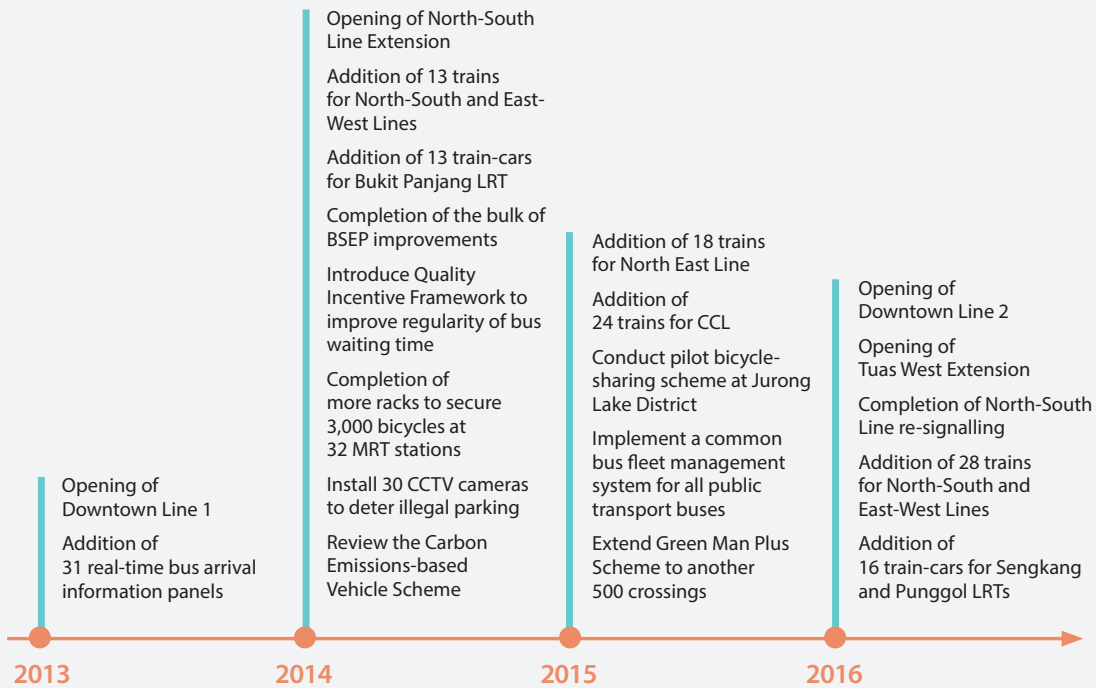 Opening of
Downtown Line 1
Addition of
31 real-time bus arrival
information panels
2013
Opening of North-South
Line Extension
Addition of 13 trains
for North-South and East-
West Lines
Addition of 13 train-cars
for Bukit Panjang LRT
Completion of the bulk of
BSEP improvements
Introduce Quality
Incentive Framework to
improve regularity of bus
waiting time
Completion of
more racks to secure
3,000 bicycles at
32 MRT stations
Install 30 CCTV cameras
to deter illegal parking
Review the Carbon
Emissions-based
Vehicle Scheme
2014
Addition of 18 trains
for North East Line
Addition of
24 trains for CCL
Conduct pilot bicycle-
sharing scheme at Jurong
Lake District
Implement a common
bus fleet management
system for all public
transport buses
Extend Green Man Plus
Scheme to another
500 crossings
2015
Opening of
Downtown Line 2
Opening of
Tuas West Extension
Completion of North-South
Line re-signalling
Addition of 28 trains
for North-South and
East-West Lines
Addition of
16 train-cars for Sengkang
and Punggol LRTs
2016